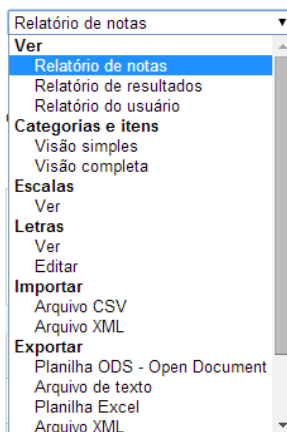 Relatório de notas
Ver
Relatório de notas
Relatório de resultados
Relatório do usuário
Categorias e itens
Visão simples
Visão completa
Escalas
Ver
Letras
Ver
Editar
Importar
Arquivo CSV
Arquivo XML
Exportar
Planilha ODS - Open Document
Arquivo de texto
Planilha Excel
Arquivo XML